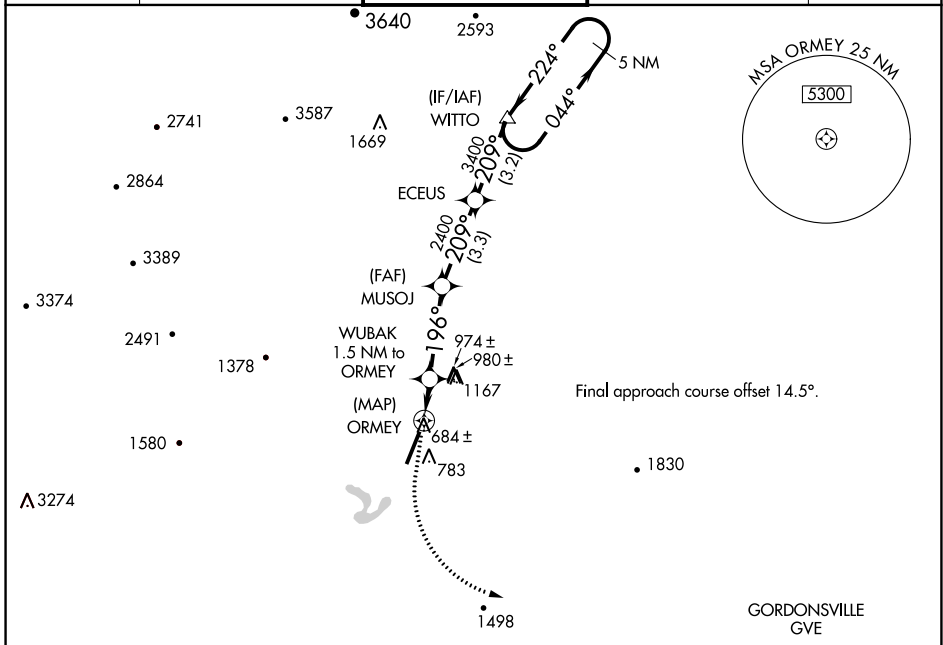 3640
2593
224°
5 NM
044°
MSA ORMEY 25 NM
5300
(IF/IAF)
WITTO
3587
2741
1669
3400
209°
(3.2)
2864
ECEUS
2400
209°
(3.3)
3389
(FAF)
MUSOJ
3374
196°
2491
1378
WUBAK
1.5 NM to
ORMEY
974 ±
980 ±
1167
Final approach course offset 14.5°.
(MAP)
ORMEY
684 ±
1580
783
1830
3274
1498
GORDONSVILLE
GVE